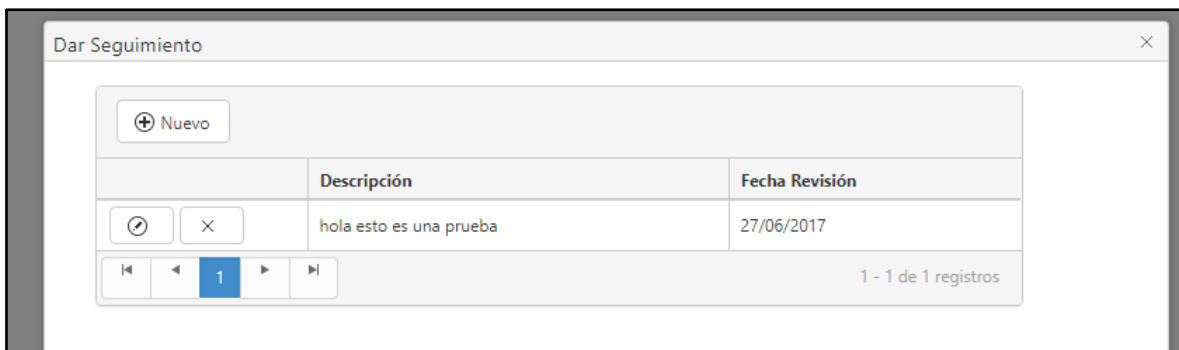 Dar Seguimiento
Nuevo
Descripción Fecha Revisión
hola esto es una prueba 27/06/2017
1 1 - 1 de 1 registros